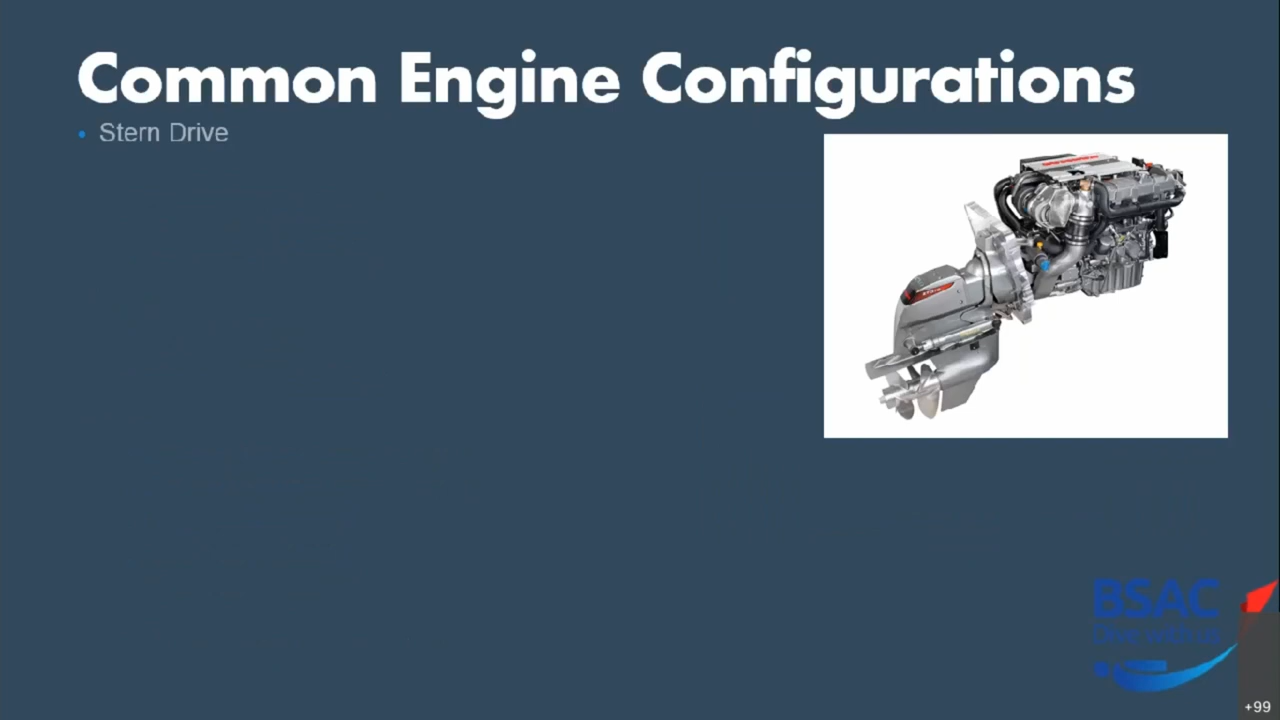 Common Engine Configurations
• Stern Drive
BSAC
Dive with us
+99